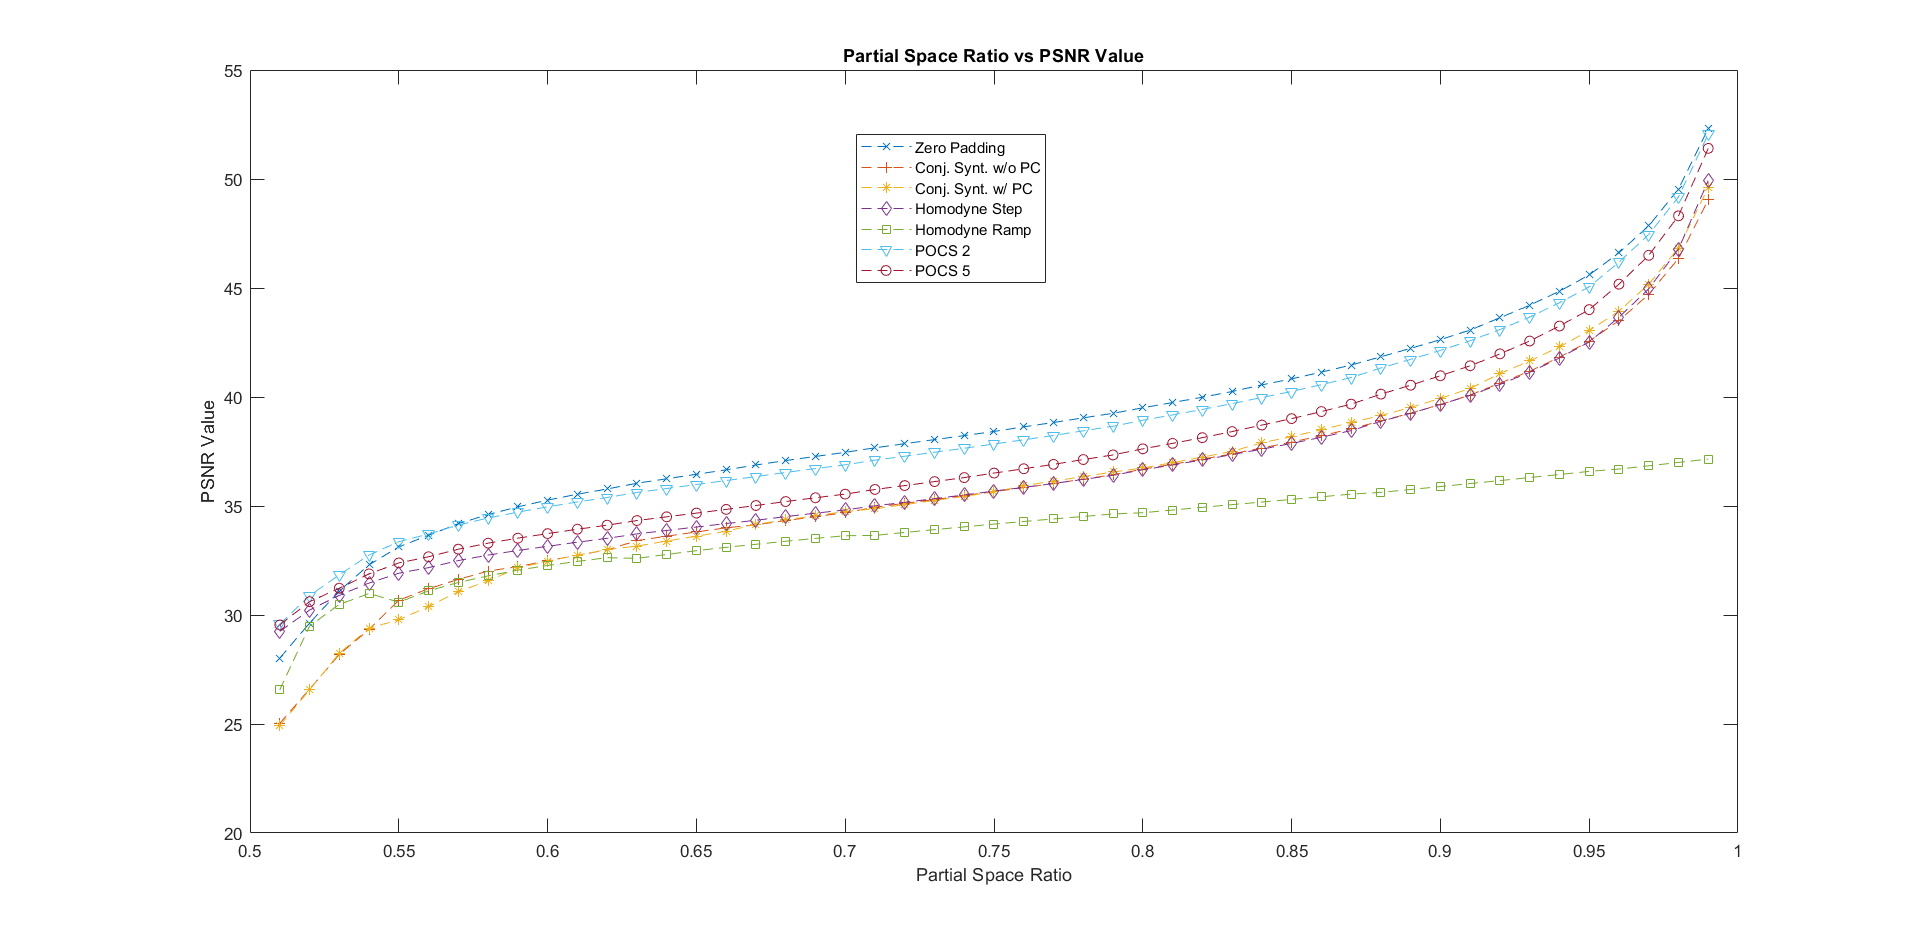 Partial Space Ratio vs PSNR Value
55
50
45
40
35
30
25
20
PSNR Value
Zero Padding
Conj. Synt. w/o PC
Conj. Synt. w/ PC
Homodyne Step
Homodyne Ramp
POCS 2
POCS 5
0.5 0.55 0.6 0.65 0.7 0.75 0.8 0.85 0.9 0.95 1
Partial Space Ratio